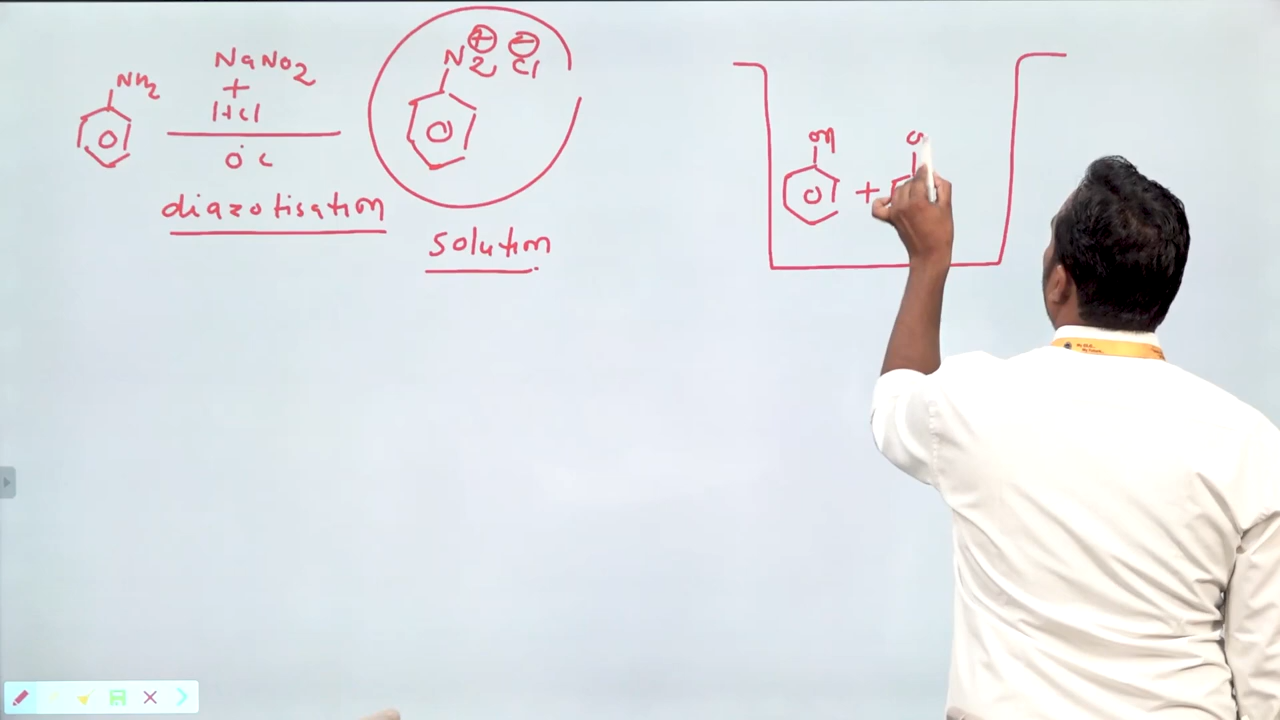 NH2
NaNO2
+
HCl
0°C
diazotisation
N2 ⊕ ⊖ Cl
solution
OH
+